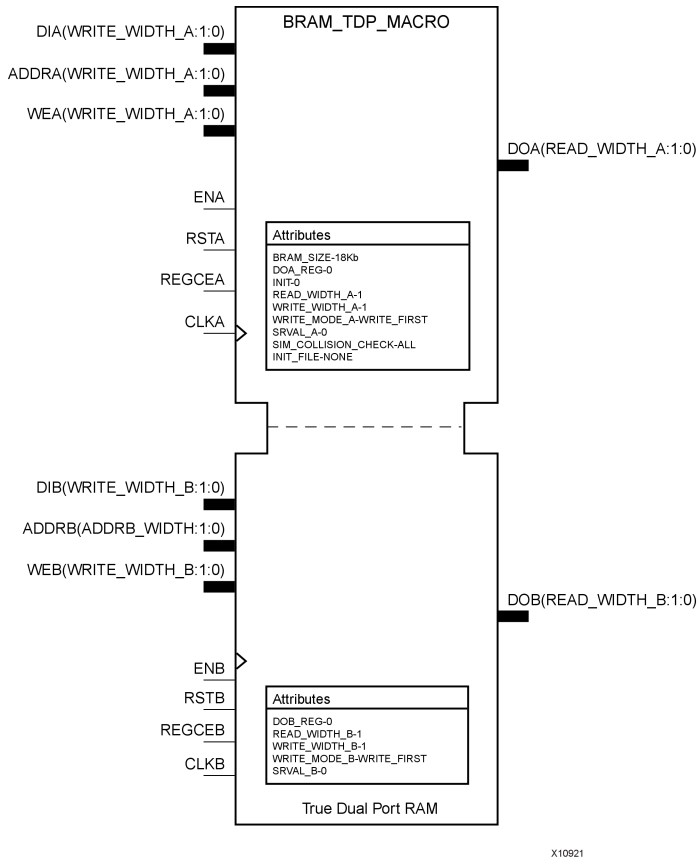 BRAM_TDP_MACRO
DIA(WRITE_WIDTH_A:1:0)
ADDRA(WRITE_WIDTH_A:1:0)
WEA(WRITE_WIDTH_A:1:0)
DOA(READ_WIDTH_A:1:0)
ENA
RSTA
REGCEA
CLKA
Attributes
BRAM_SIZE-18Kb
DOA_REG-0
INIT-0
READ_WIDTH_A-1
WRITE_WIDTH_A-1
WRITE_MODE_A-WRITE_FIRST
SRVAL_A-0
SIM_COLLISION_CHECK-ALL
INIT_FILE-NONE
DIB(WRITE_WIDTH_B:1:0)
ADDRB(ADDRB_WIDTH:1:0)
WEB(WRITE_WIDTH_B:1:0)
DOB(READ_WIDTH_B:1:0)
ENB
RSTB
REGCEB
CLKB
Attributes
DOB_REG-0
READ_WIDTH_B-1
WRITE_WIDTH_B-1
WRITE_MODE_B-WRITE_FIRST
SRVAL_B-0
True Dual Port RAM
X10921